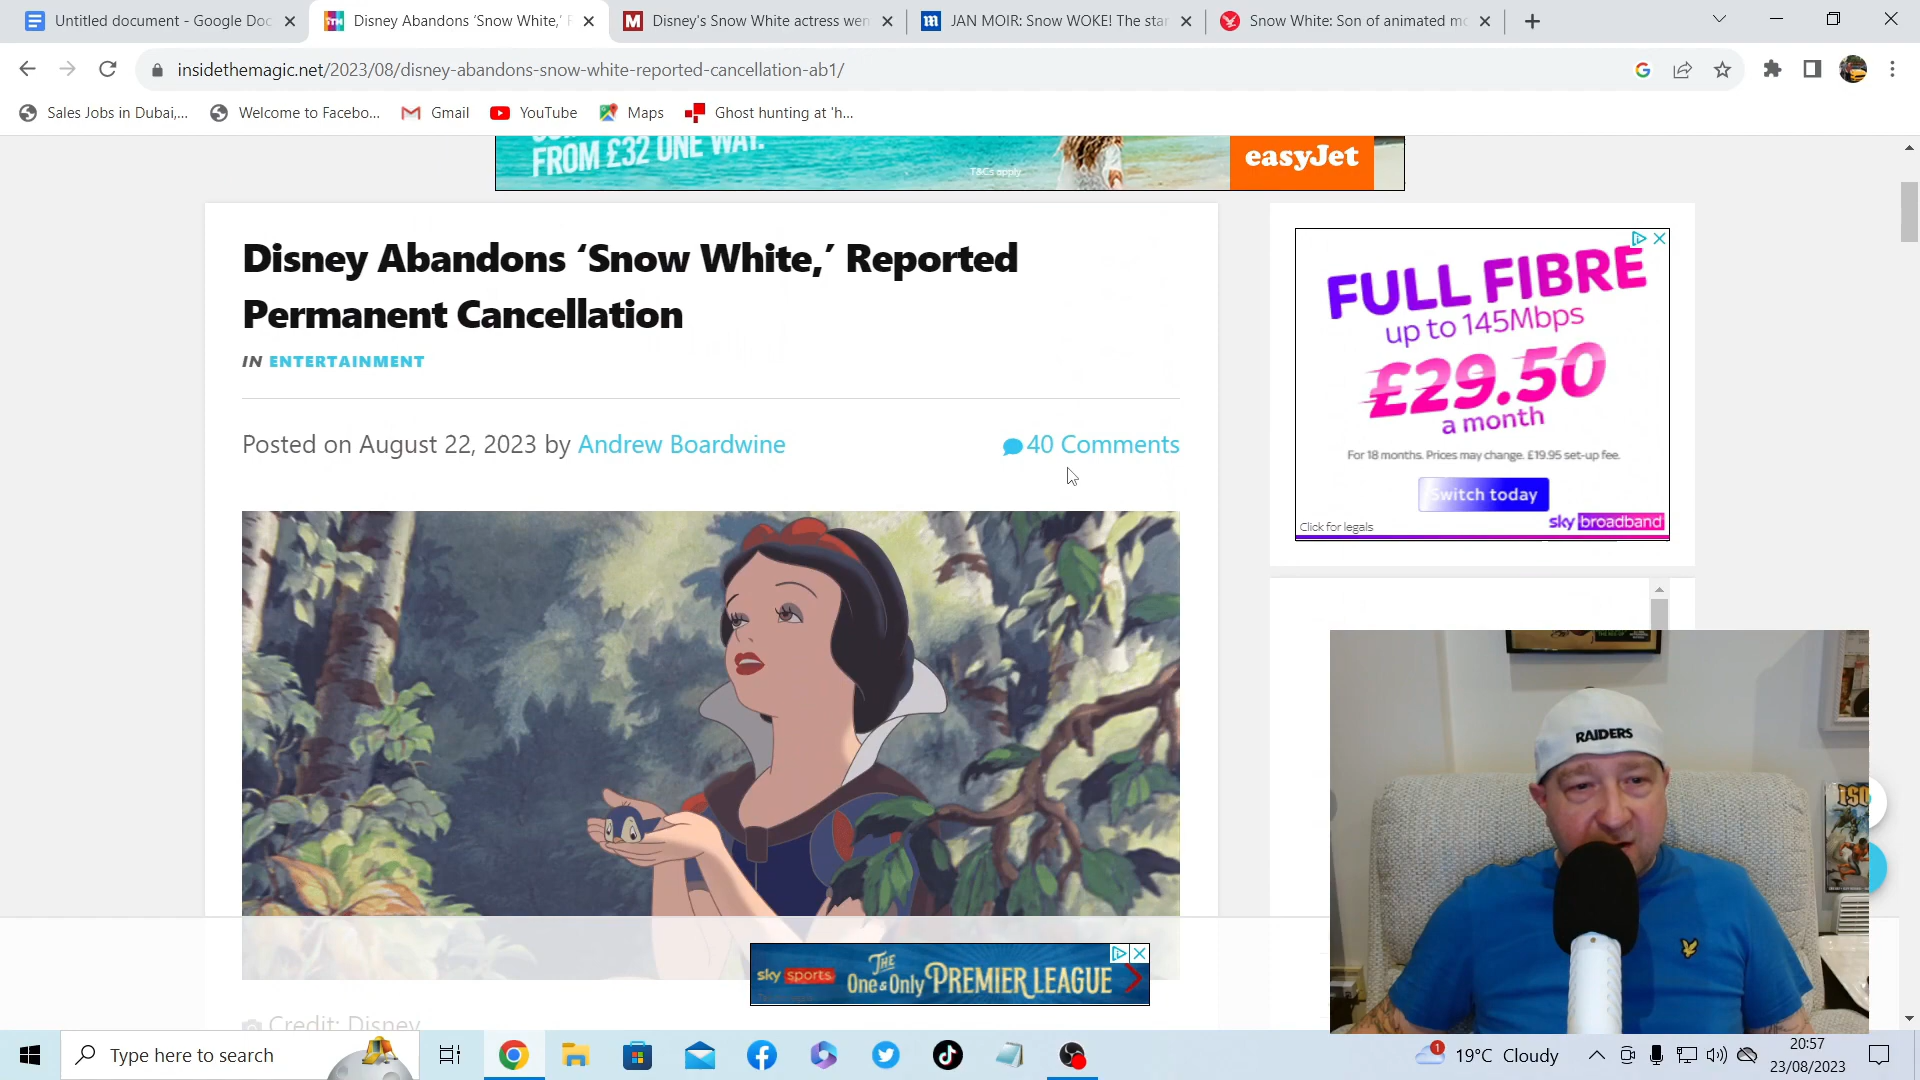 Untitled document - Google Doc
Disney Abandons ‘Snow White,’
Disney's Snow White actress wen
JAN MOIR: Snow WOKE! The star
Snow White: Son of animated mo
insidethemagic.net/2023/08/disney-abandons-snow-white-reported-cancellation-ab1/
Sales Jobs in Dubai,...
Welcome to Facebo...
Gmail
YouTube
Maps
Ghost hunting at 'h...
FROM £32 ONE WAY.
T&Cs apply
easyJet
Disney Abandons ‘Snow White,’ Reported
Permanent Cancellation
IN ENTERTAINMENT
Posted on August 22, 2023 by Andrew Boardwine
40 Comments
FULL FIBRE
up to 145Mbps
£29.50
a month
For 18 months. Prices may change. £19.95 set-up fee.
Switch today
Click for legals
sky broadband
RAIDERS
ISO
sky sports
THE
One & Only PREMIER LEAGUE
Credit: Disney
Type here to search
1
19°C Cloudy
20:57
23/08/2023